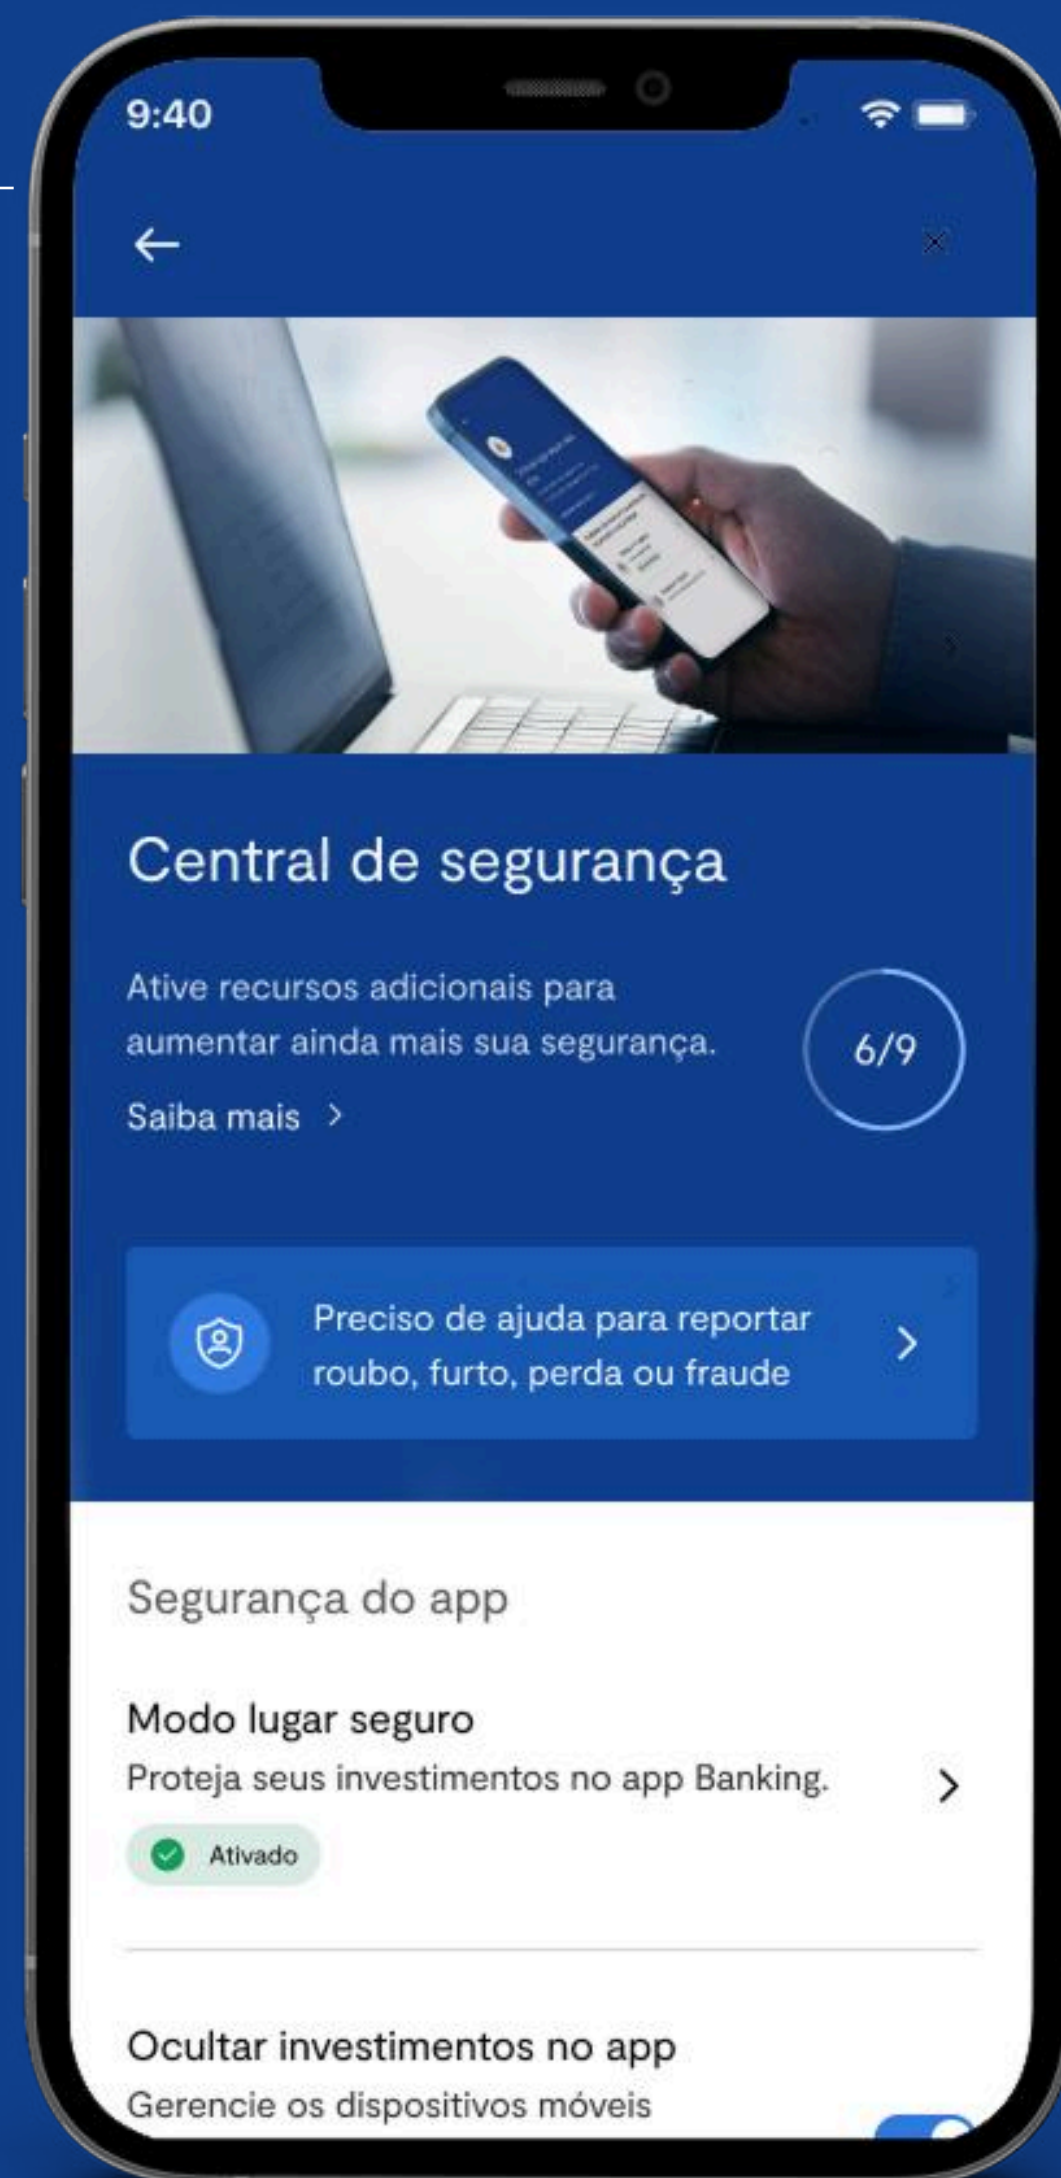 9:40
Central de segurança
Ative recursos adicionais para
aumentar ainda mais sua segurança.
6/9
Saiba mais
Preciso de ajuda para reportar
roubo, furto, perda ou fraude
Segurança do app
Modo lugar seguro
Proteja seus investimentos no app Banking.
Ativado
Ocultar investimentos no app
Gerencie os dispositivos móveis